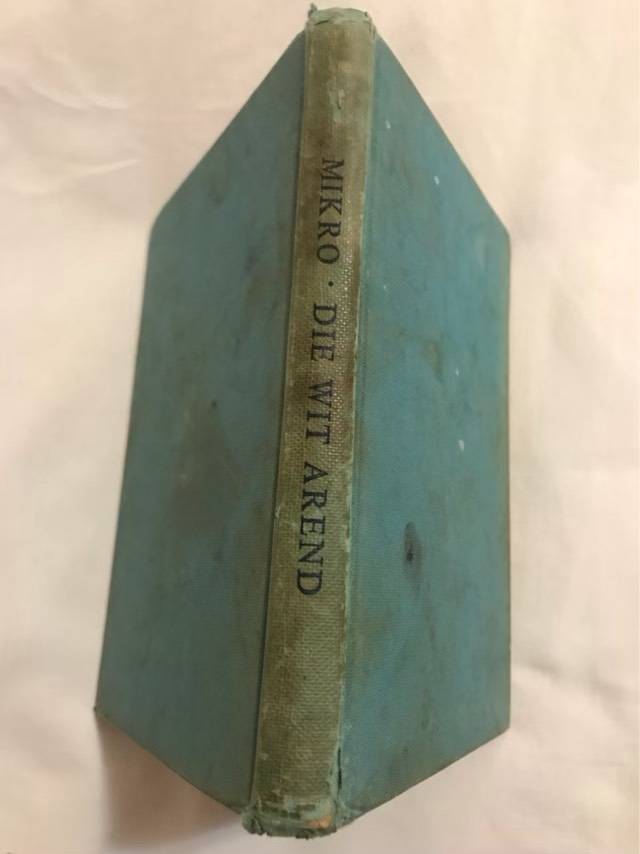 MIKRO · DIE WIT AREND